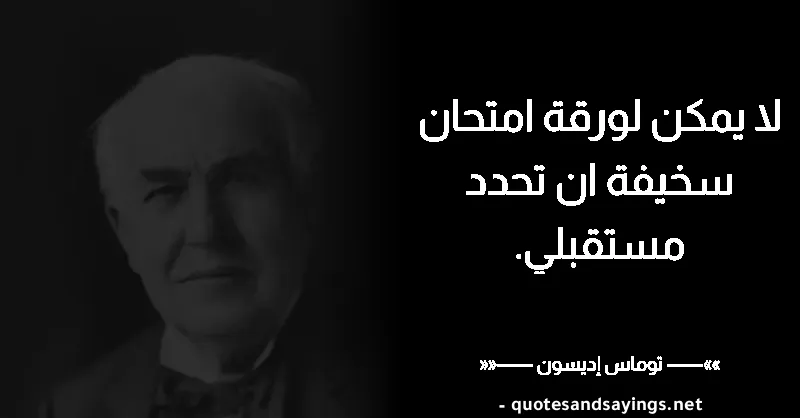 لا يمكن لورقة امتحان
سخيفة ان تحدد
مستقبلي.
»»—— توماس إديسون ——««
- quotesandsayings.net